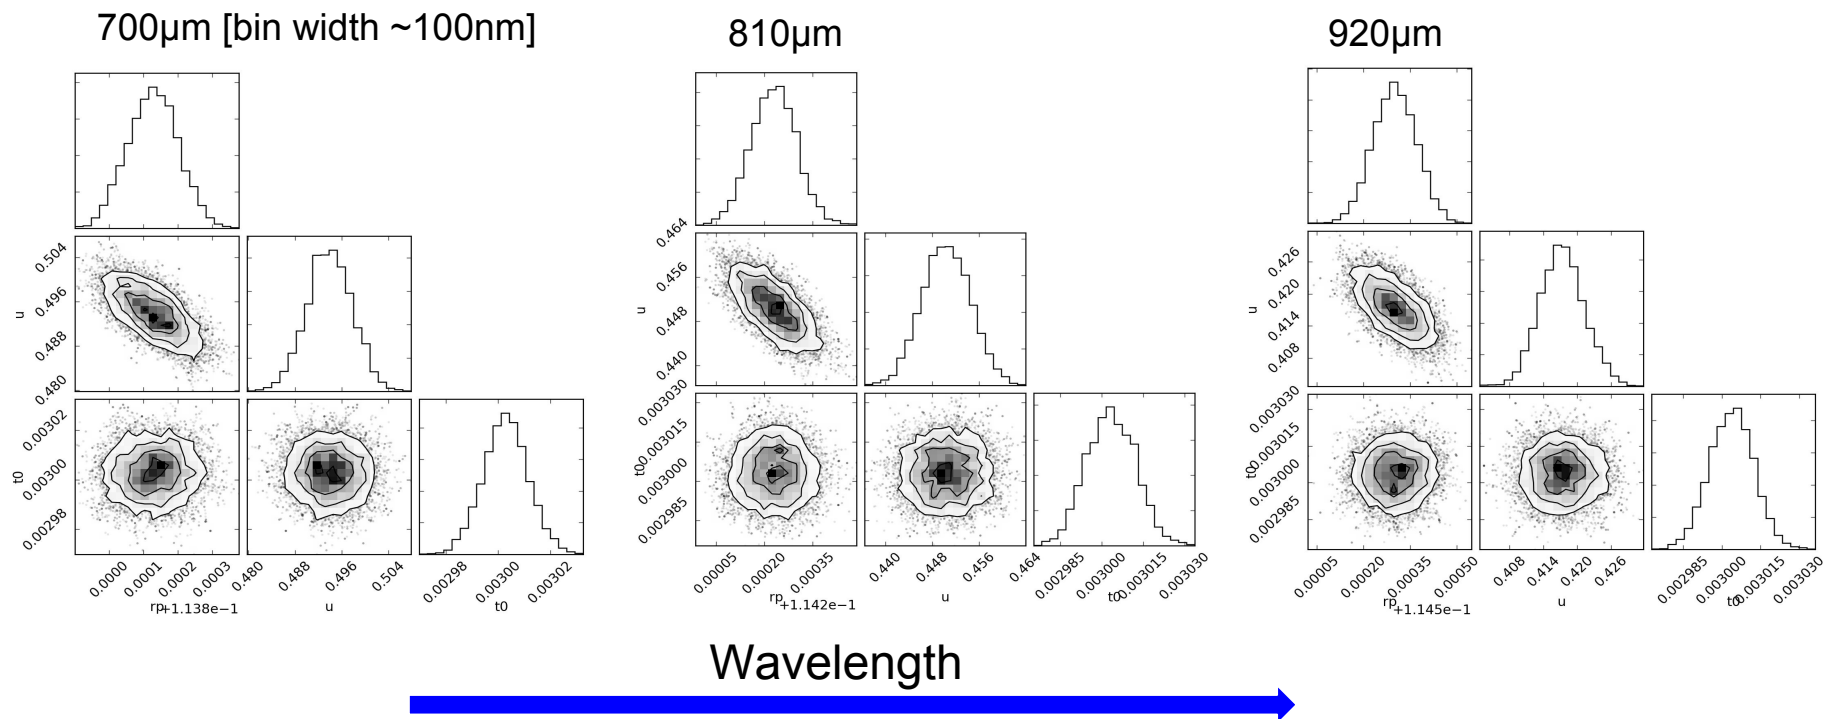 700μm [bin width ~100nm]
810μm
920μm
u
0.504
0.496
0.488
0.480
t0
0.00302
0.00300
0.00298
0.0000
0.0001
0.0002
0.0003
rp
+1.138e−1
0.480
0.488
0.496
0.504
u
0.00298
0.00300
0.00302
t0
u
0.464
0.456
0.448
0.440
t0
0.003030
0.003015
0.003000
0.002985
0.00005
0.00020
0.00035
rp
+1.142e−1
0.440
0.448
0.456
0.464
u
0.002985
0.003000
0.003015
0.003030
t0
u
0.426
0.420
0.414
0.408
t0
0.003030
0.003015
0.003000
0.002985
0.00005
0.00020
0.00035
0.00050
rp
+1.145e−1
0.408
0.414
0.420
0.426
u
0.002985
0.003000
0.003015
0.003030
t0
Wavelength